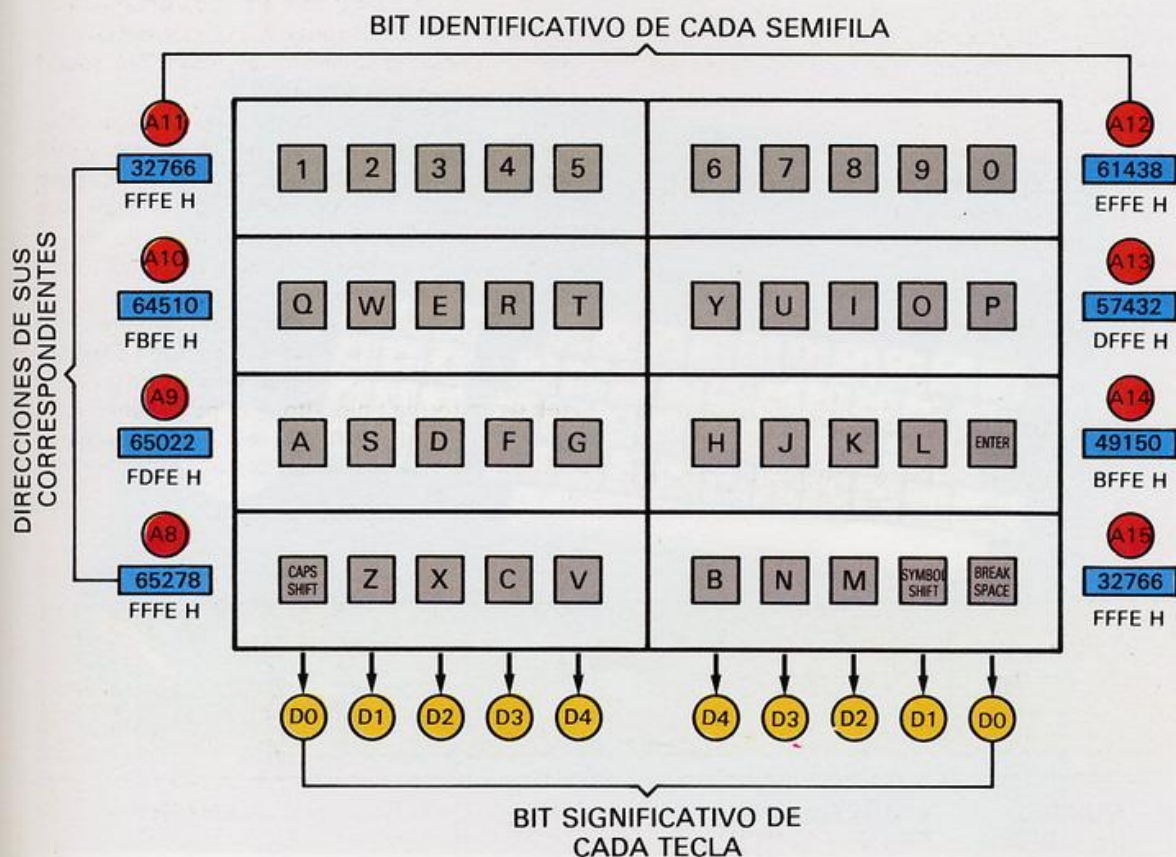 BIT IDENTIFICATIVO DE CADA SEMIFILA
DIRECCIONES DE SUS
CORRESPONDIENTES
A11
32766
FFFE H
1 2 3 4 5
6 7 8 9 0
A12
61438
EFFE H
A10
64510
FBFE H
Q W E R T
Y U I O P
A13
57432
DFFE H
A9
65022
FDFE H
A S D F G
H J K L ENTER
A14
49150
BFFE H
A8
65278
FFFE H
CAPS
SHIFT
Z X C V
B N M
SYMBOL
SHIFT
BREAK
SPACE
A15
32766
FFFE H
D0 D1 D2 D3 D4
D4 D3 D2 D1 D0
BIT SIGNIFICATIVO DE
CADA TECLA